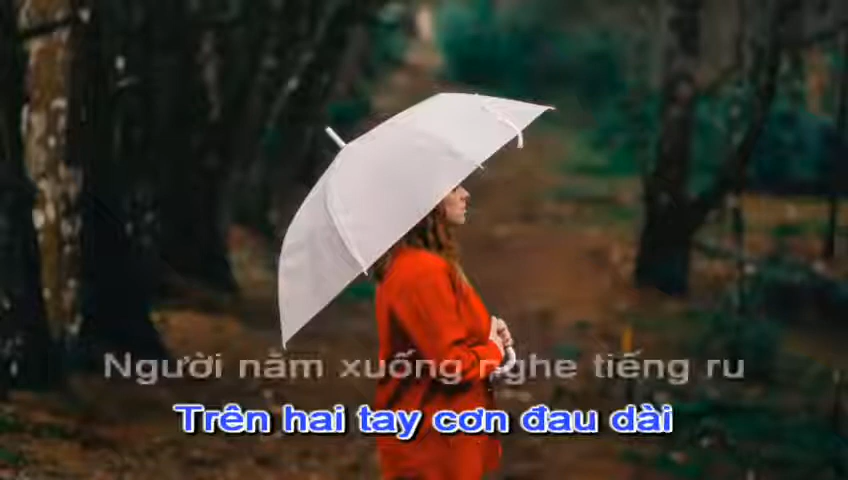 Người nằm xuống nghe tiếng ru
Trên hai tay cơn đau dài